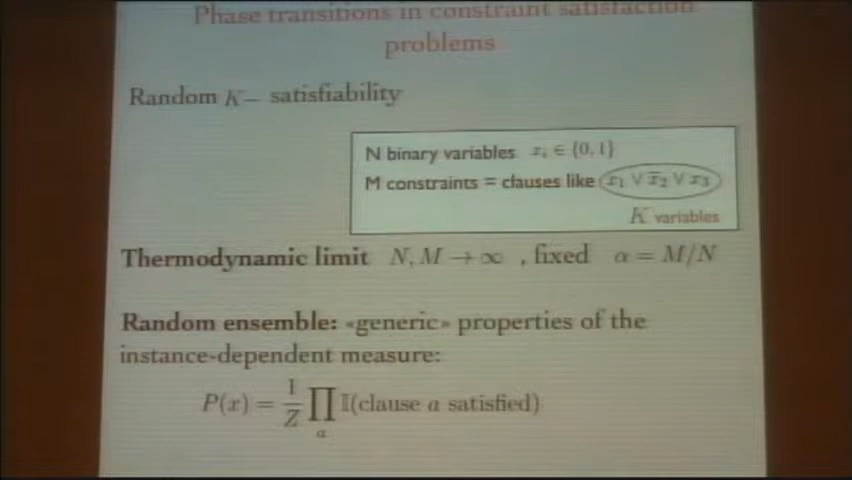 Phase transitions in constraint satisfaction
problems
Random K– satisfiability
N binary variables x_i ∈ {0, 1}
M constraints = clauses like x_1 ∨ x̄_2 ∨ x_3
K variables
Thermodynamic limit N, M → ∞ , fixed α = M/N
Random ensemble: «generic» properties of the
instance-dependent measure:
P(x) = 1/Z ∏_a 𝕀(clause a satisfied)